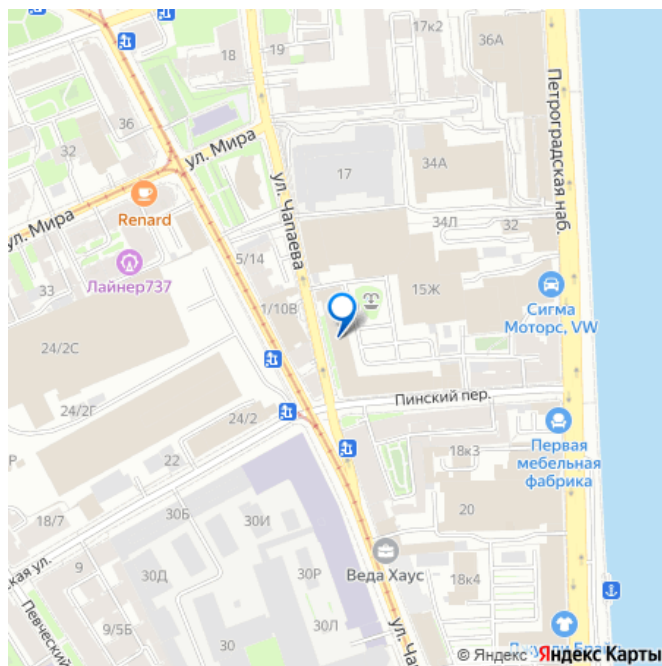 17к2
36А
18
19
36
ул. Мира
32
17
34А
Петроградская наб.
ул. Чапаева
Renard
34Л
32
ул. Мира
5/14
Лайнер737
15Ж
33
1/10В
Сигма
Моторс, VW
24/2С
Пинский пер.
24/2Г
24/2
18к3
Первая
мебельная
фабрика
22
20
18/7
30Б
30И
ская ул.
9
30Д
30Р
Веда Хаус
18к4
Певческий
9/5Б
30
30Л
ул. Ча
© Яндекс
Яндекс Карты